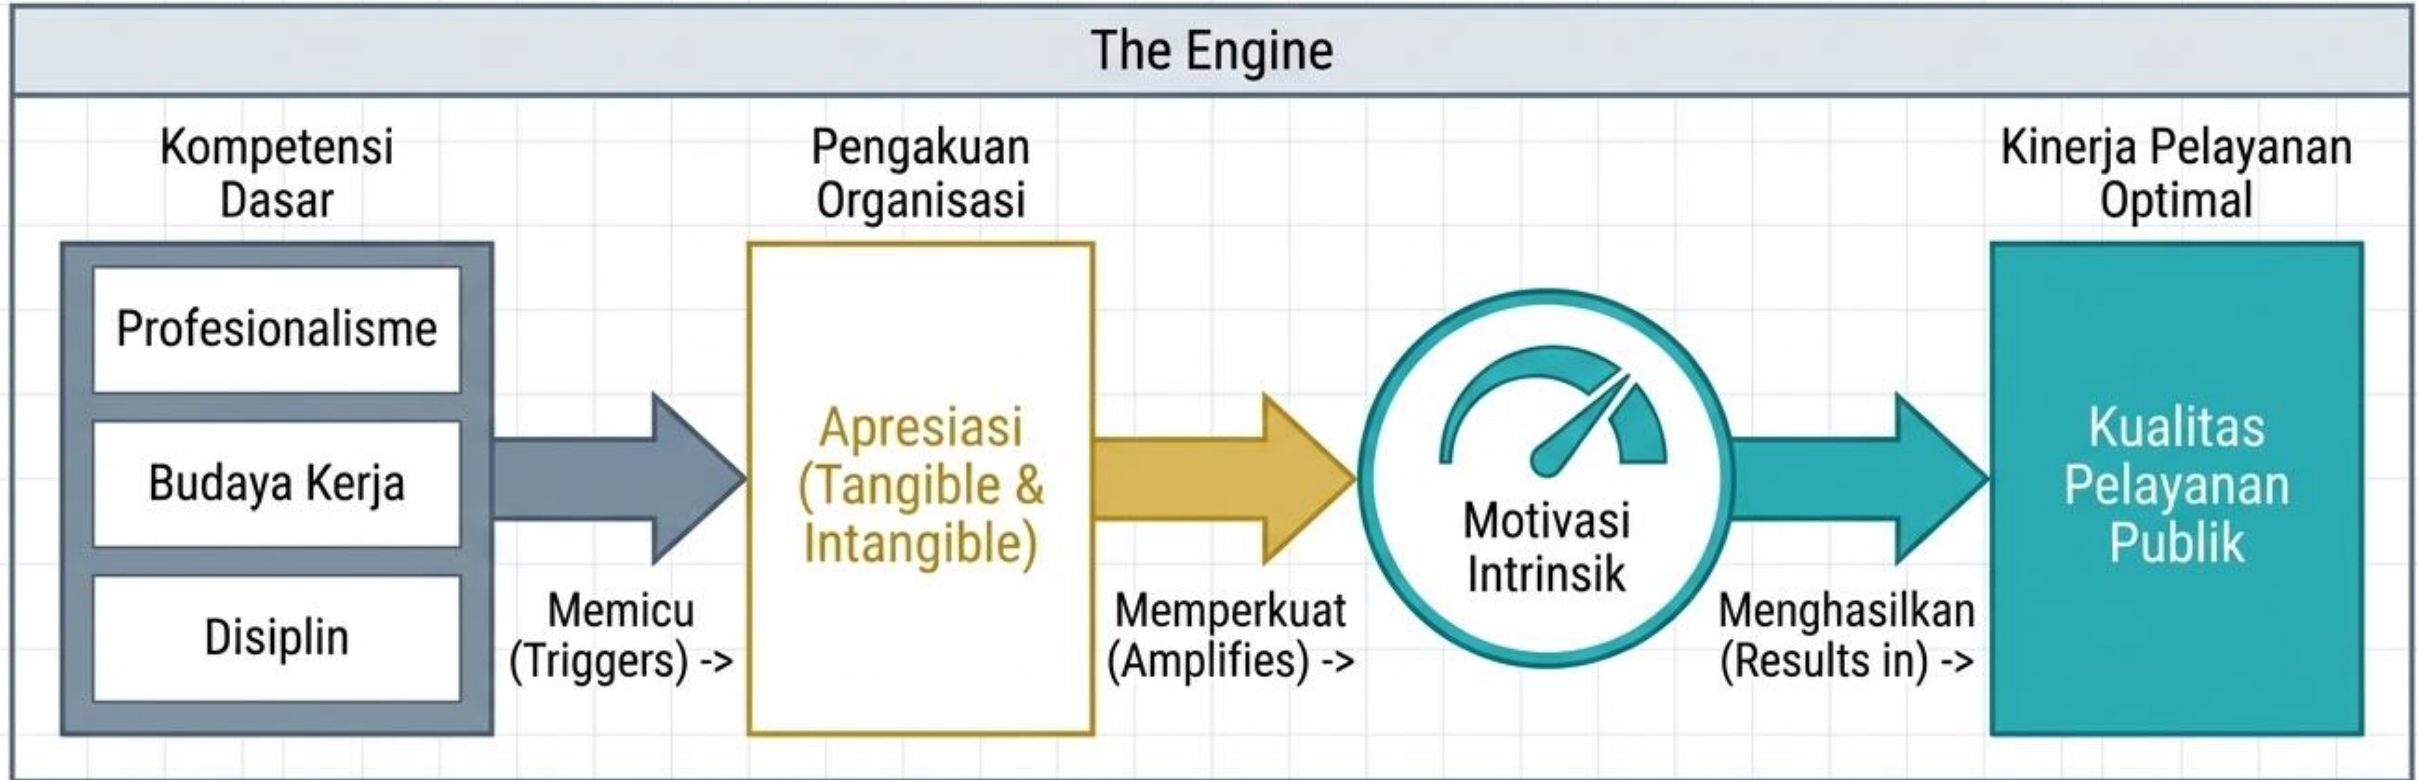 The Engine
Kompetensi
Dasar
Profesionalisme
Budaya Kerja
Disiplin
Memicu
(Triggers) ->
Pengakuan
Organisasi
Apresiasi
(Tangible &
Intangible)
Memperkuat
(Amplifies) ->
Motivasi
Intrinsik
Menghasilkan
(Results in) ->
Kinerja Pelayanan
Optimal
Kualitas
Pelayanan
Publik